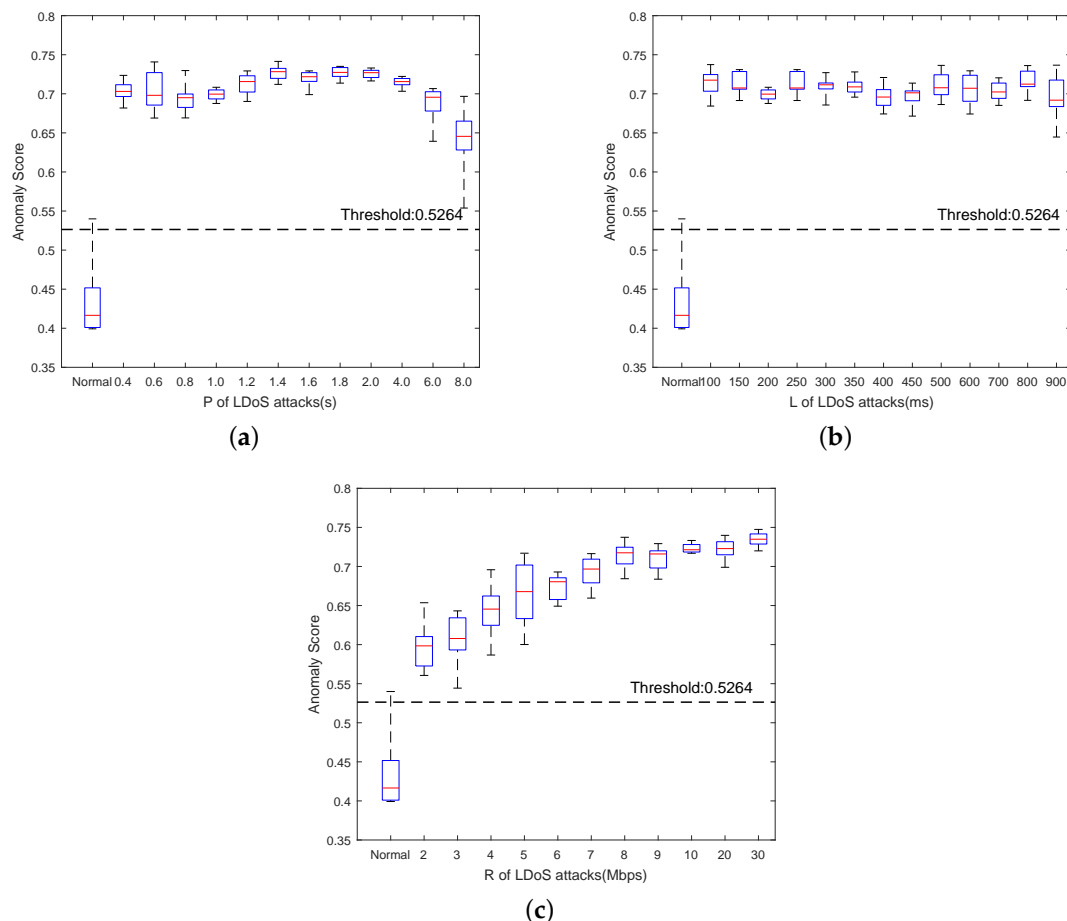 0.8
0.75
0.7
0.65
0.6
0.55
0.5
0.45
0.4
0.35
Anomaly Score
Threshold:0.5264
Normal 0.4 0.6 0.8 1.0 1.2 1.4 1.6 1.8 2.0 4.0 6.0 8.0
P of LDoS attacks(s)
(a)
0.8
0.75
0.7
0.65
0.6
0.55
0.5
0.45
0.4
0.35
Anomaly Score
Threshold:0.5264
Normal 100 150 200 250 300 350 400 450 500 600 700 800 900
L of LDoS attacks(ms)
(b)
0.8
0.75
0.7
0.65
0.6
0.55
0.5
0.45
0.4
0.35
Anomaly Score
Threshold:0.5264
Normal 2 3 4 5 6 7 8 9 10 20 30
R of LDoS attacks(Mbps)
(c)